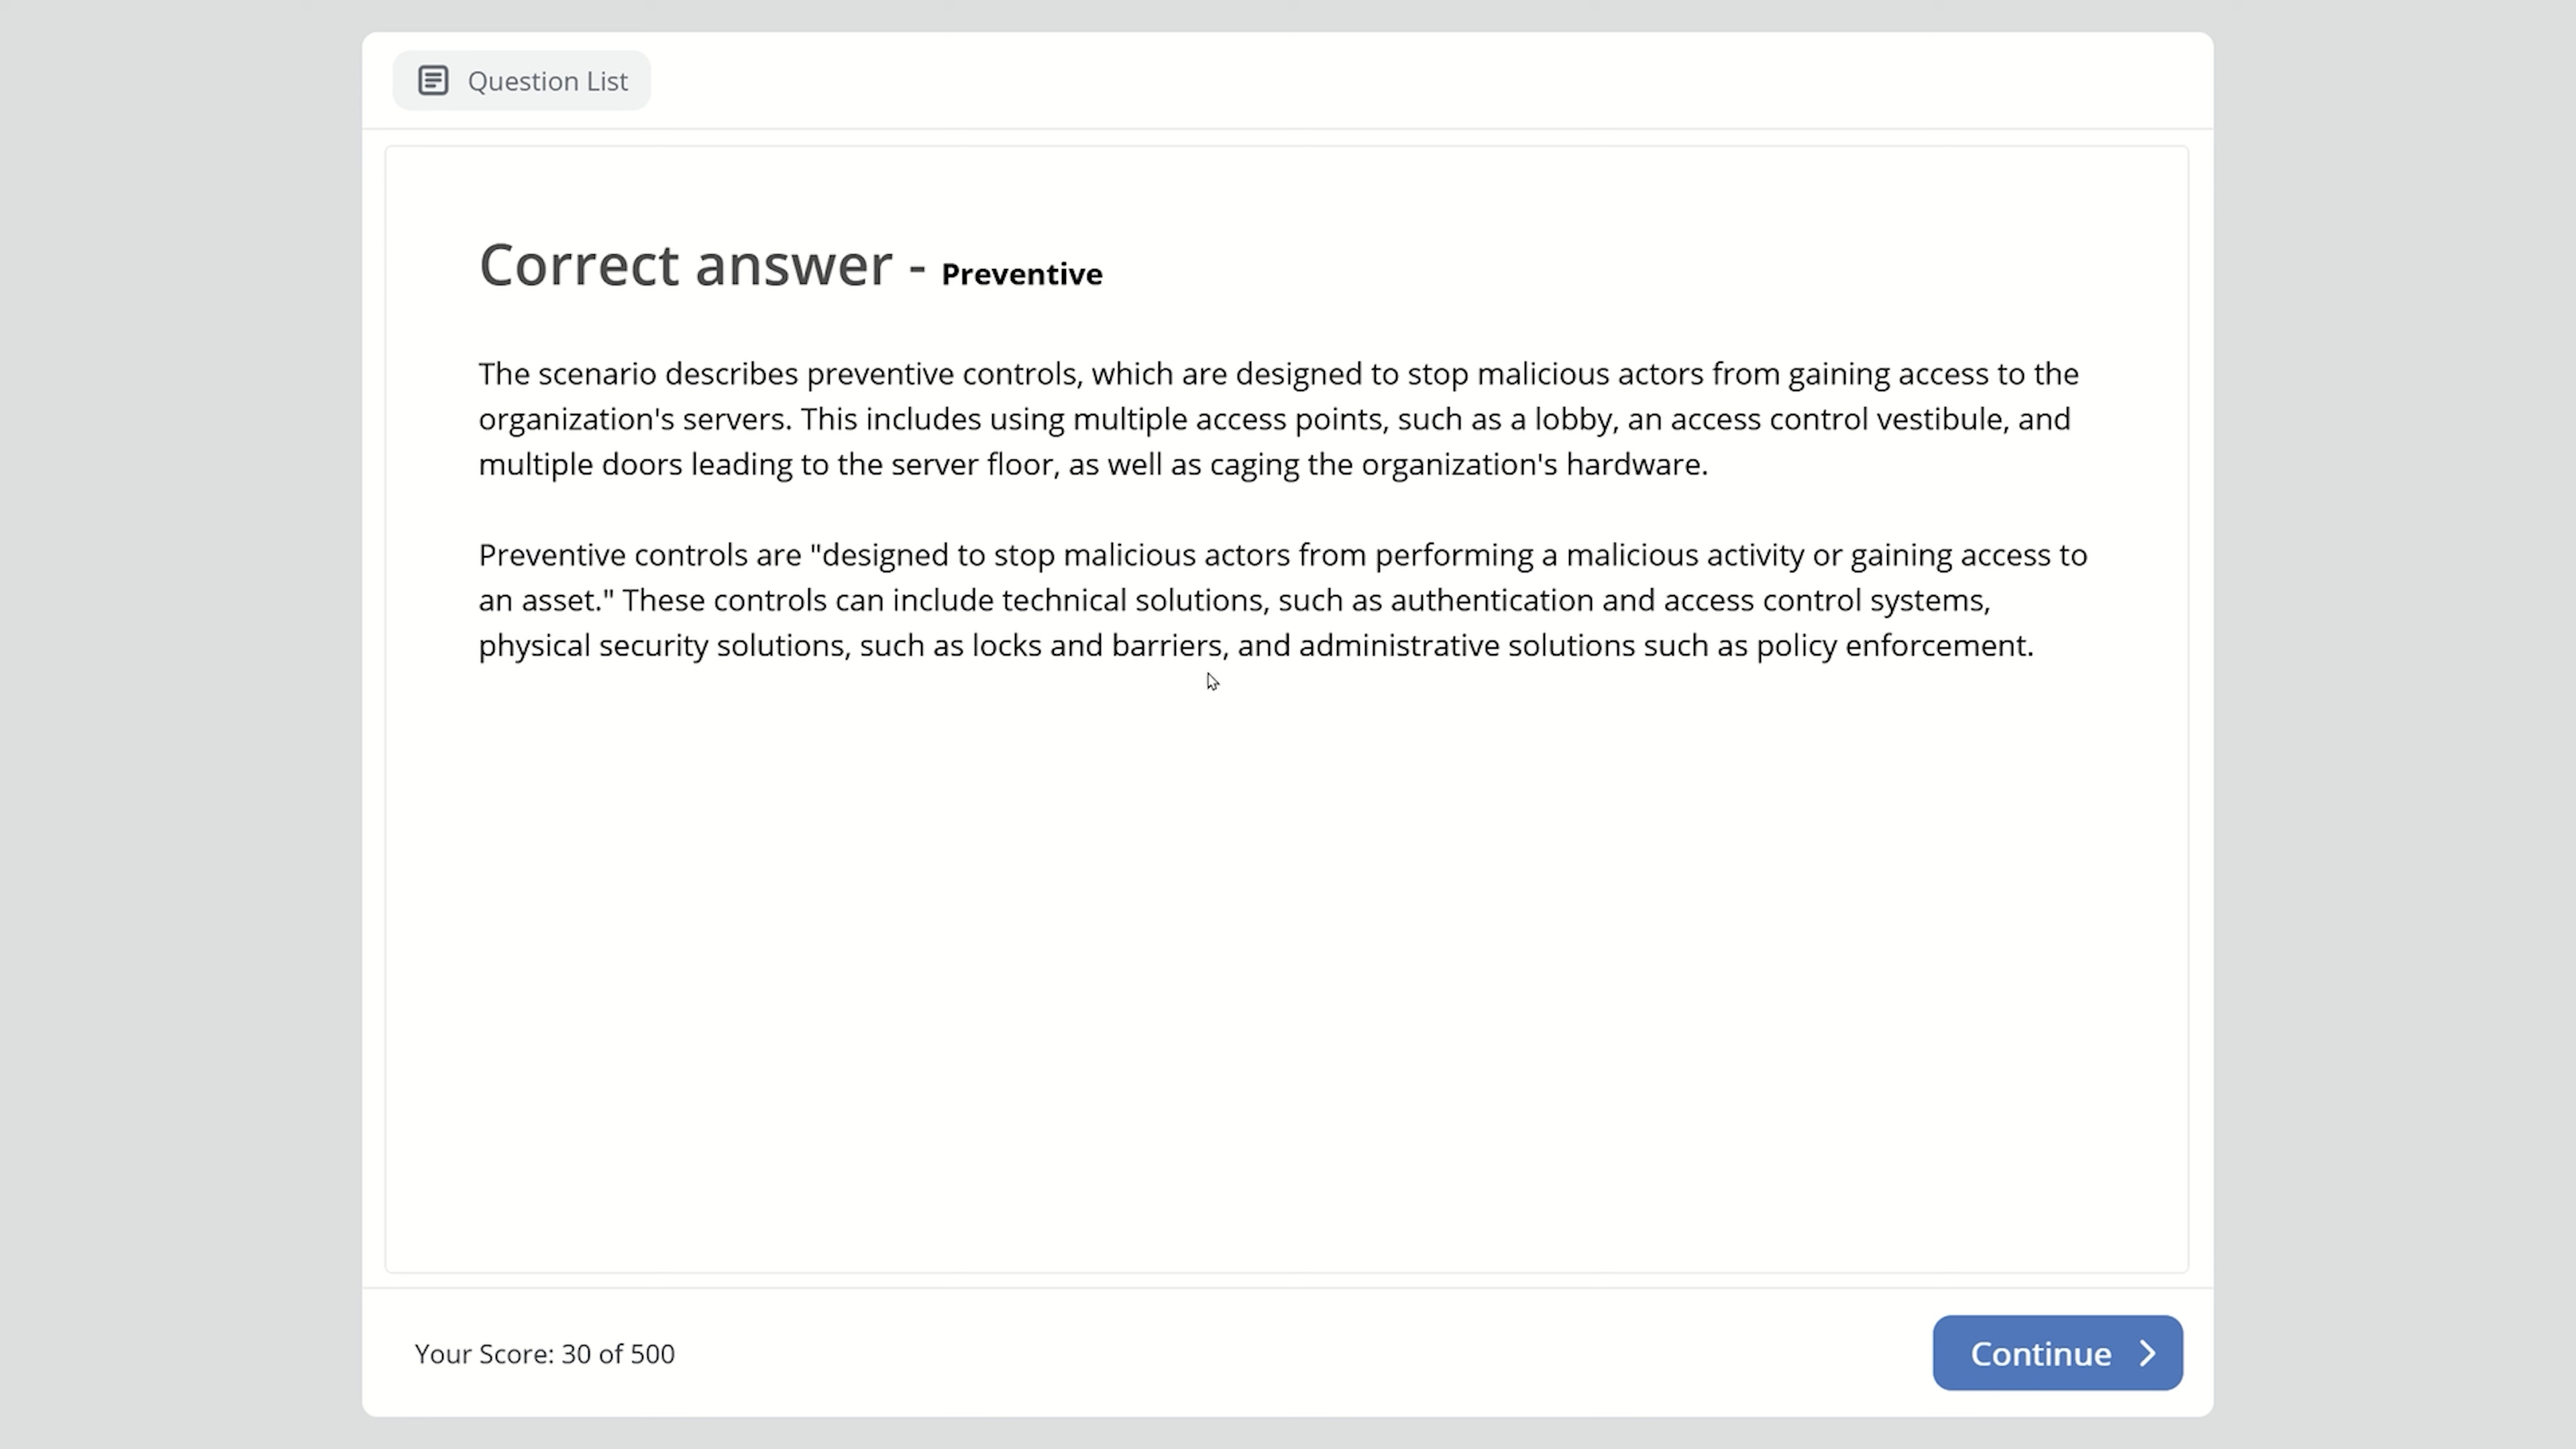 Question List
Correct answer - Preventive
The scenario describes preventive controls, which are designed to stop malicious actors from gaining access to the
organization's servers. This includes using multiple access points, such as a lobby, an access control vestibule, and
multiple doors leading to the server floor, as well as caging the organization's hardware.
Preventive controls are "designed to stop malicious actors from performing a malicious activity or gaining access to
an asset." These controls can include technical solutions, such as authentication and access control systems,
physical security solutions, such as locks and barriers, and administrative solutions such as policy enforcement.
Your Score: 30 of 500
Continue